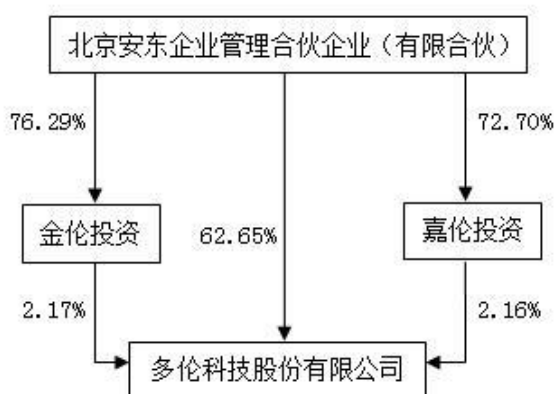 北京安东企业管理合伙企业（有限合伙）
76.29%
72.70%
金伦投资
62.65%
嘉伦投资
2.17%
2.16%
多伦科技股份有限公司